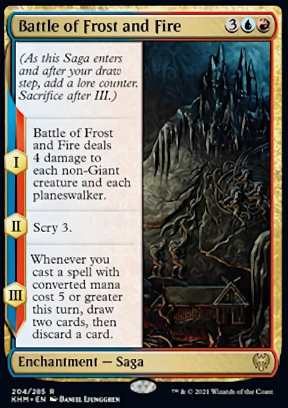 Battle of Frost and Fire 3
(As this Saga enters
and after your draw
step, add a lore counter.
Sacrifice after III.)
I
Battle of Frost
and Fire deals
4 damage to
each non-Giant
creature and each
planeswalker.
II
Scry 3.
III
Whenever you
cast a spell with
converted mana
cost 5 or greater
this turn, draw
two cards, then
discard a card.
Enchantment — Saga
204/285 R
KHM • EN Daniel Ljunggren
™ & © 2021 Wizards of the Coast